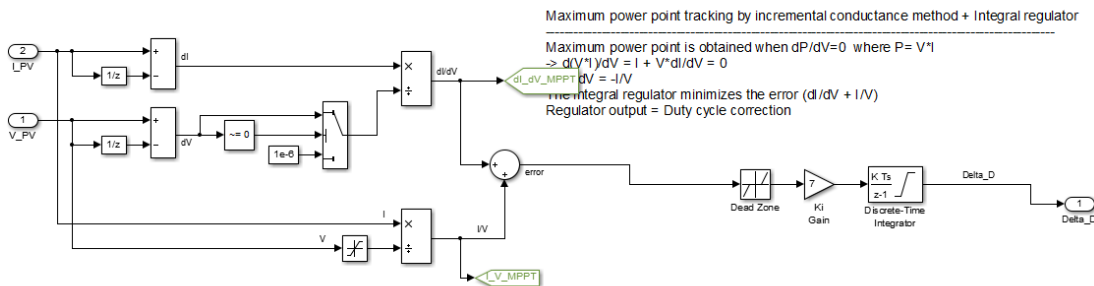 Maximum power point tracking by incremental conductance method + Integral regulator
Maximum power point is obtained when dP/dV=0 where P= V*I
-> d(V*I)/dV = I + V*dI/dV = 0
dV = -I/V
The integral regulator minimizes the error (dI/dV + I/V)
Regulator output = Duty cycle correction
2
I_PV
+
−
dI
1/z
×
÷
dI/dV
dI_dV_MPPT
1
V_PV
+
−
dV
1/z
~= 0
1e-6
+
+
error
Dead Zone
7
Ki
Gain
K Ts
z-1
Discrete-Time
Integrator
Delta_D
1
Delta_D
I
V
×
÷
I/V
I_V_MPPT